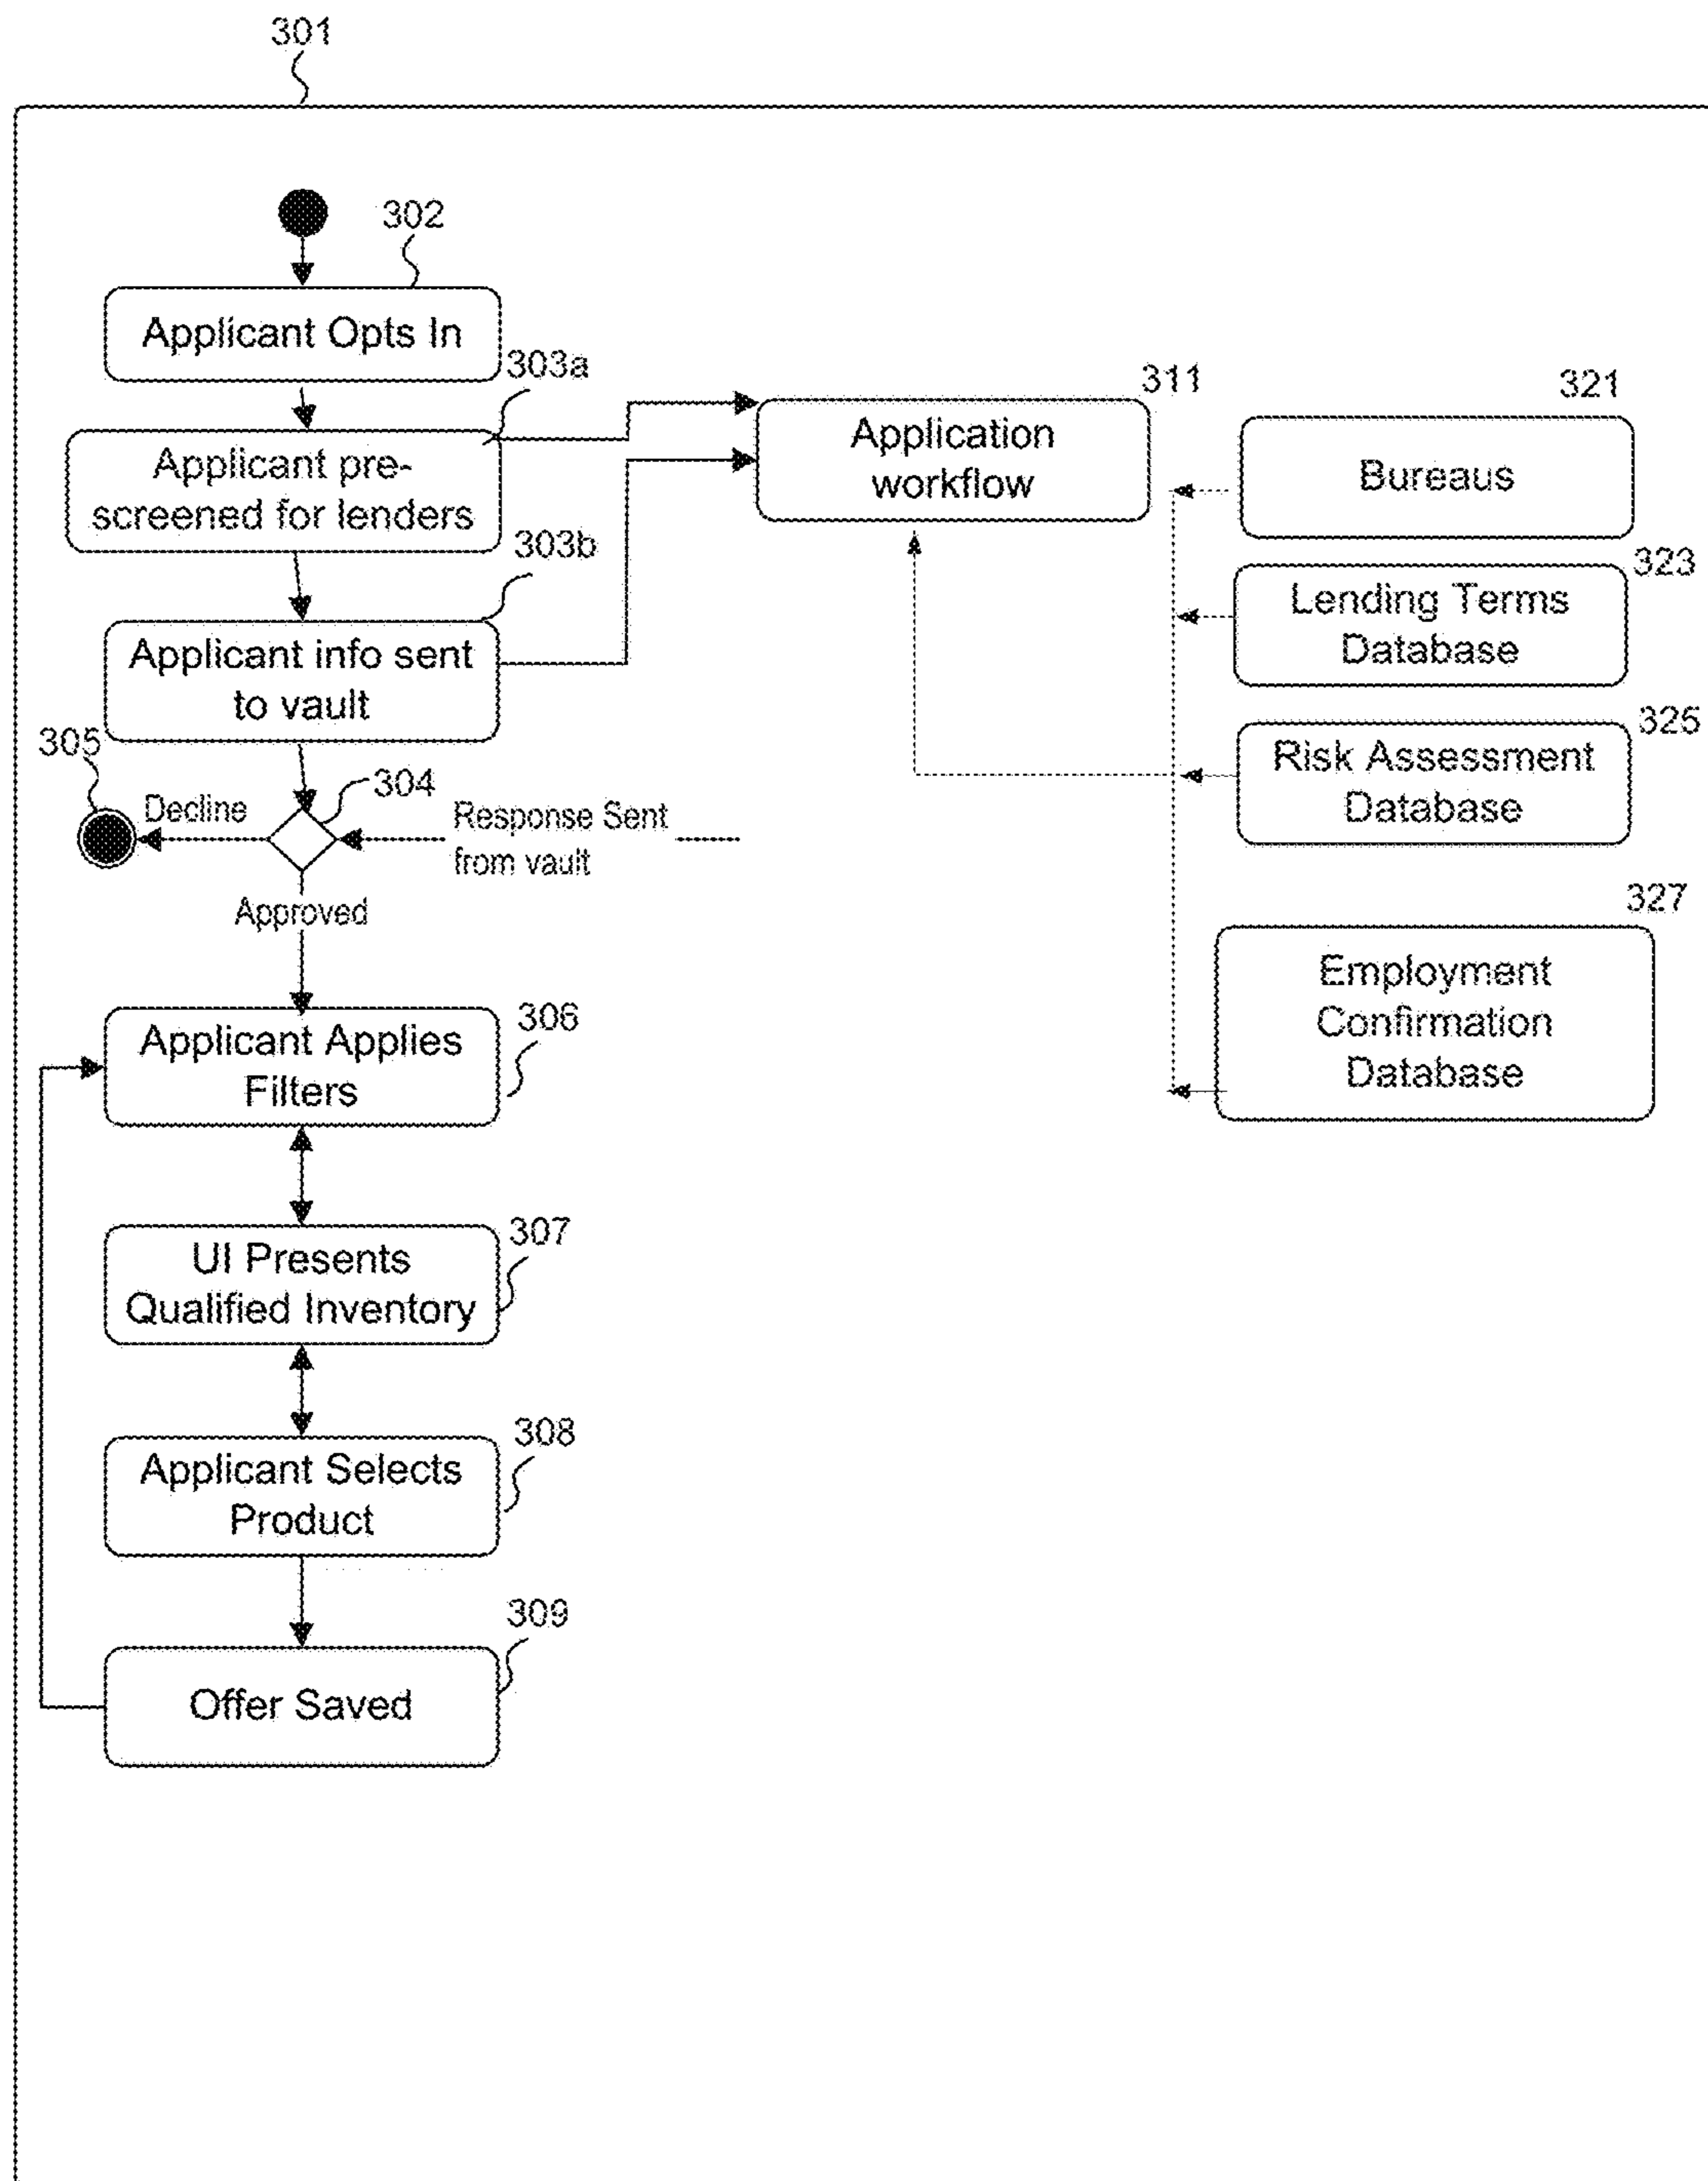 301
302
Applicant Opts In
303a
Applicant pre-
screened for lenders
303b
Applicant info sent
to vault
305
Decline
304
Response Sent
from vault
Approved
306
Applicant Applies
Filters
307
UI Presents
Qualified Inventory
308
Applicant Selects
Product
309
Offer Saved
311
Application
workflow
321
Bureaus
323
Lending Terms
Database
325
Risk Assessment
Database
327
Employment
Confirmation
Database